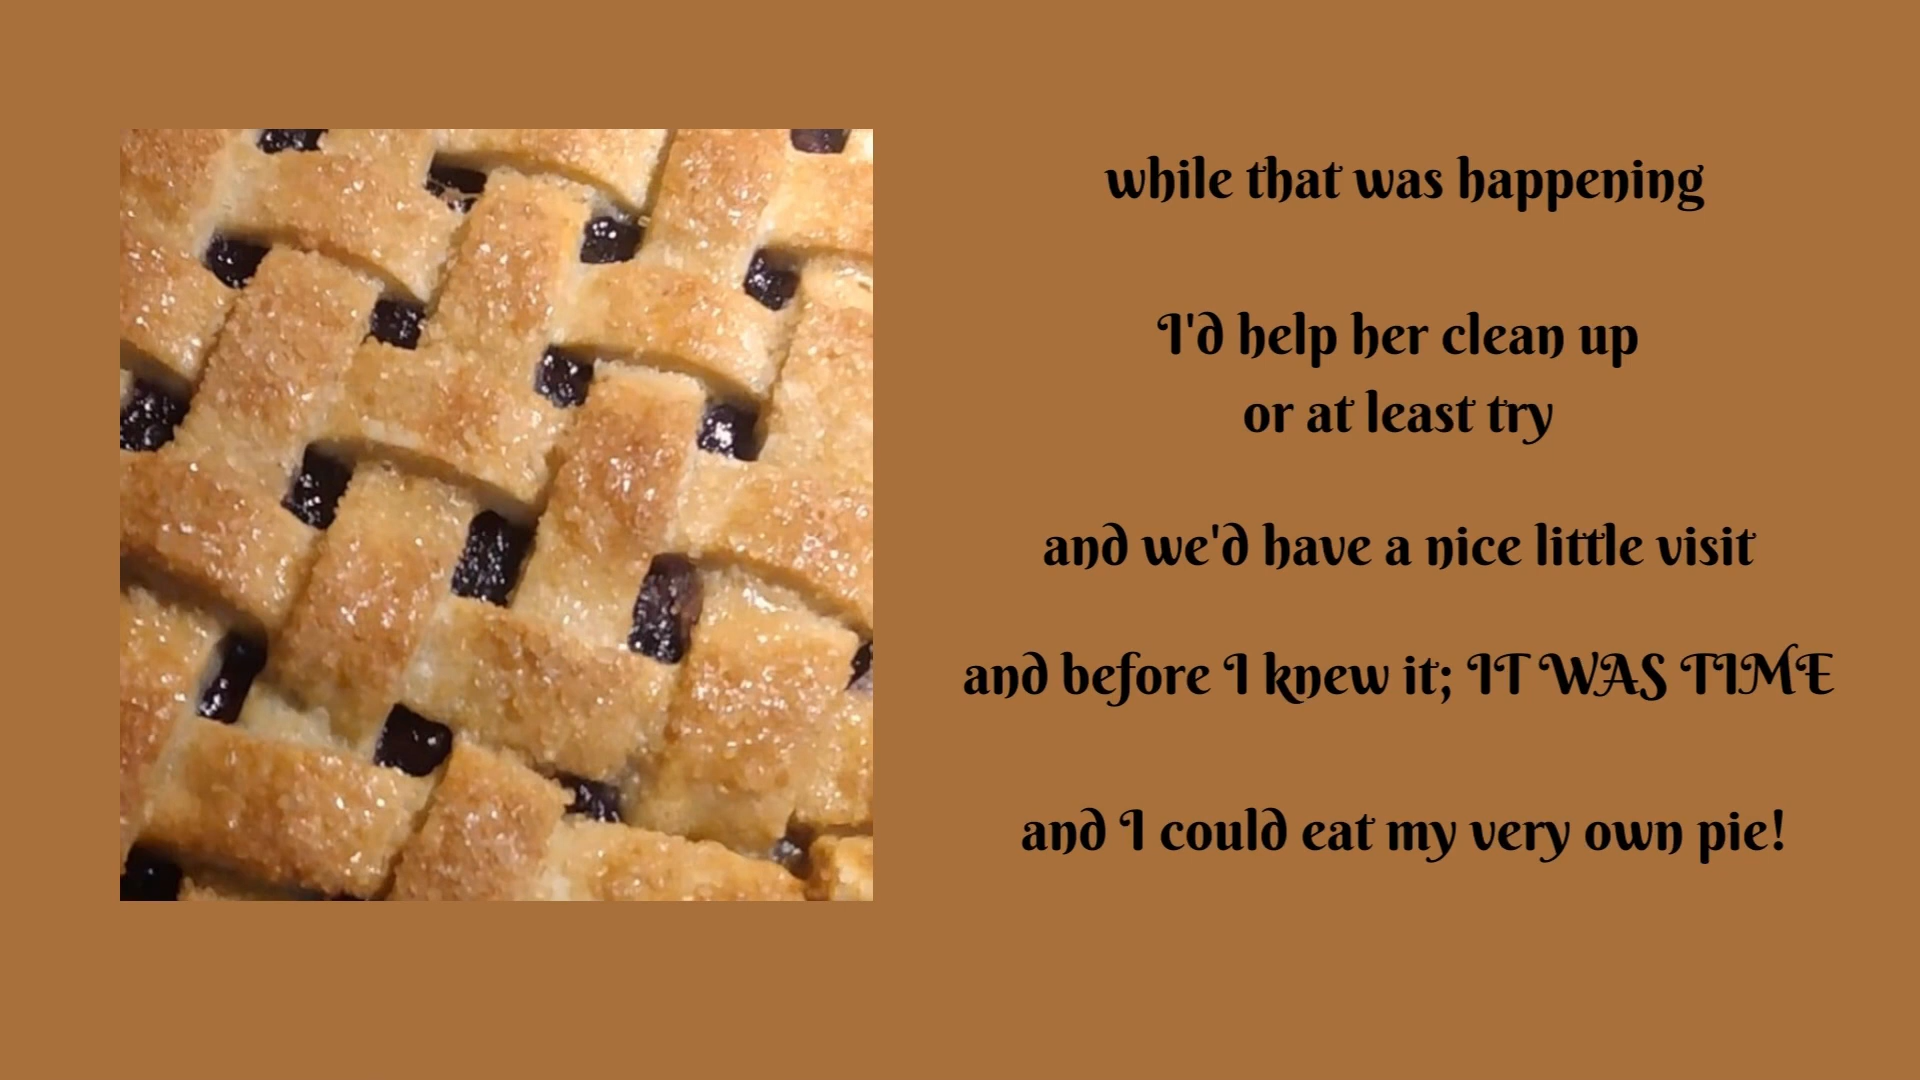 while that was happening
I'd help her clean up
or at least try
and we'd have a nice little visit
and before I knew it; IT WAS TIME
and I could eat my very own pie!